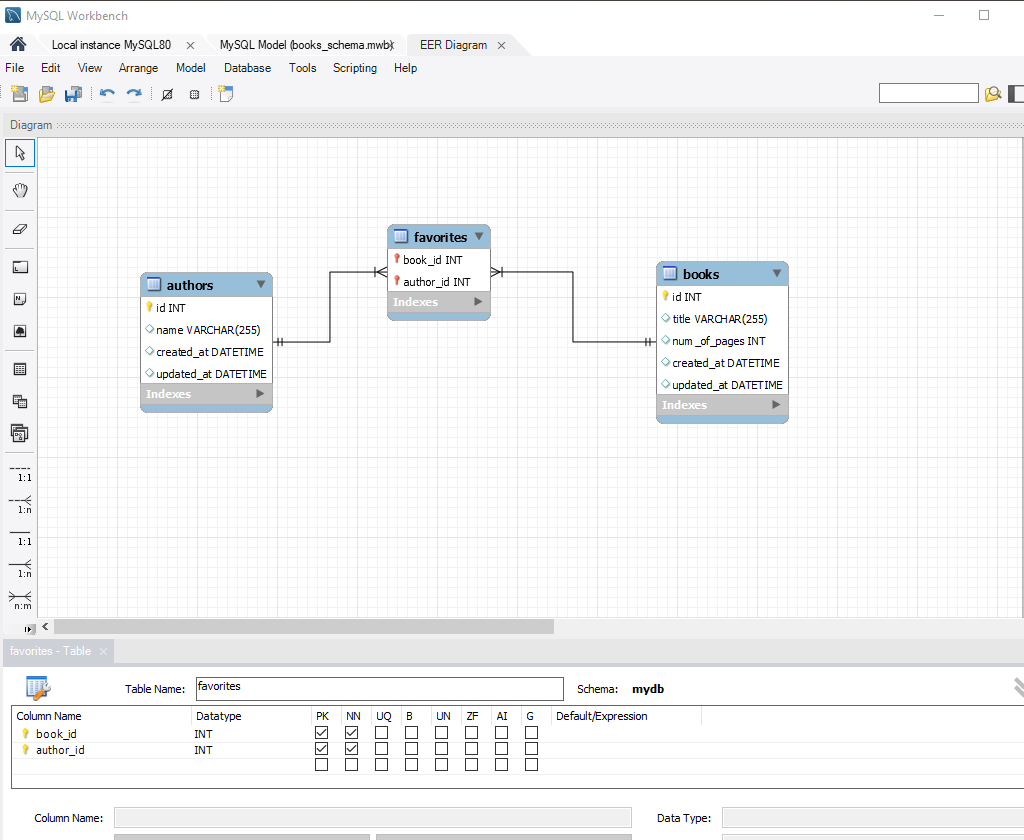 MySQL Workbench
Local instance MySQL80 MySQL Model (books_schema.mwb) EER Diagram
File Edit View Arrange Model Database Tools Scripting Help
Diagram
favorites
book_id INT
author_id INT
Indexes
authors
id INT
name VARCHAR(255)
created_at DATETIME
updated_at DATETIME
Indexes
books
id INT
title VARCHAR(255)
num_of_pages INT
created_at DATETIME
updated_at DATETIME
Indexes
1:1
1:n
1:1
1:n
n:m
favorites - Table
Table Name: favorites Schema: mydb
Column Name Datatype PK NN UQ B UN ZF AI G Default/Expression
book_id INT
author_id INT
Column Name: Data Type: